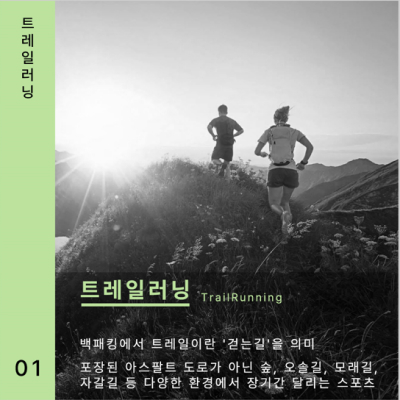 트레일러닝
트레일러닝 TrailRunning
백패킹에서 트레일이란 '걷는길'을 의미
01
포장된 아스팔트 도로가 아닌 숲, 오솔길, 모래길,
자갈길 등 다양한 환경에서 장기간 달리는 스포츠